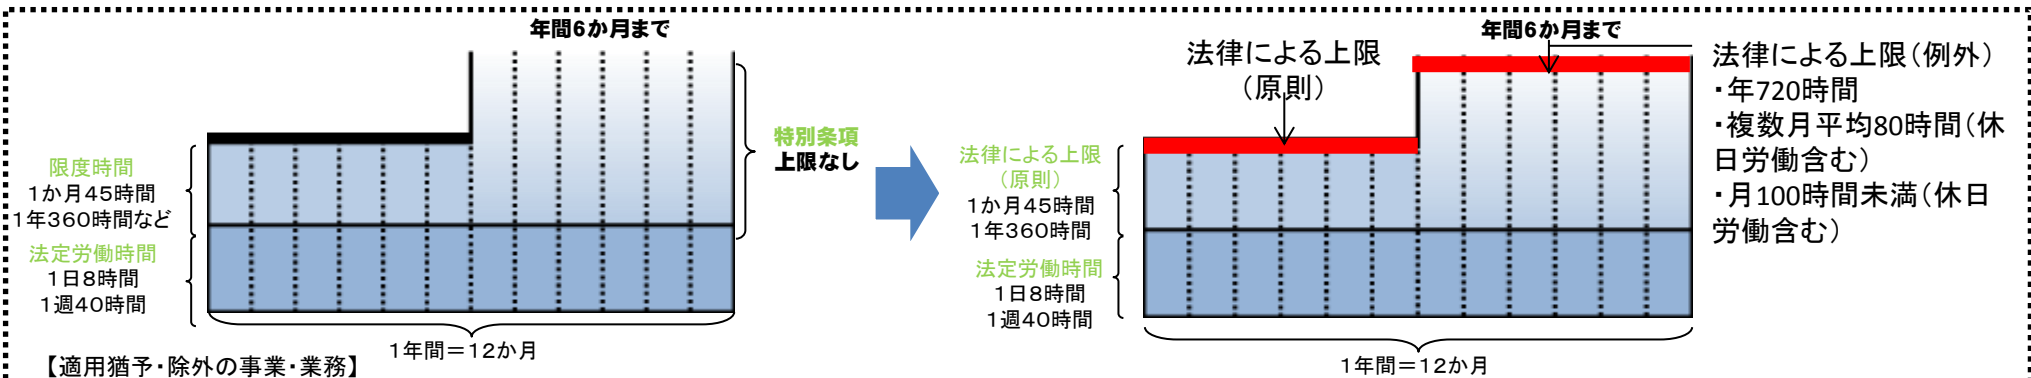 年間6か月まで
限度時間
1か月45時間
1年360時間など
法定労働時間
1日8時間
1週40時間
特別条項
上限なし
1年間=12か月
【適用猶予・除外の事業・業務】
年間6か月まで
法律による上限
(原則)
法律による上限
(原則)
1か月45時間
1年360時間
法定労働時間
1日8時間
1週40時間
法律による上限(例外)
・年720時間
・複数月平均80時間(休
日労働含む)
・月100時間未満(休日
労働含む)
1年間=12か月